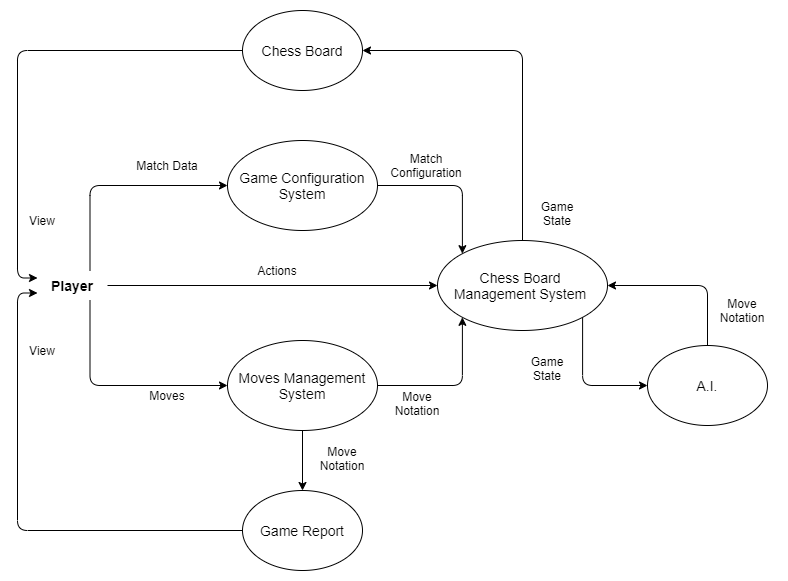 Chess Board
Match Data
Match
Configuration
Game Configuration
System
View
Game
State
Player
Actions
Chess Board
Management System
Move
Notation
View
Game
State
Moves Management
System
Moves
Move
Notation
A.I.
Move
Notation
Game Report